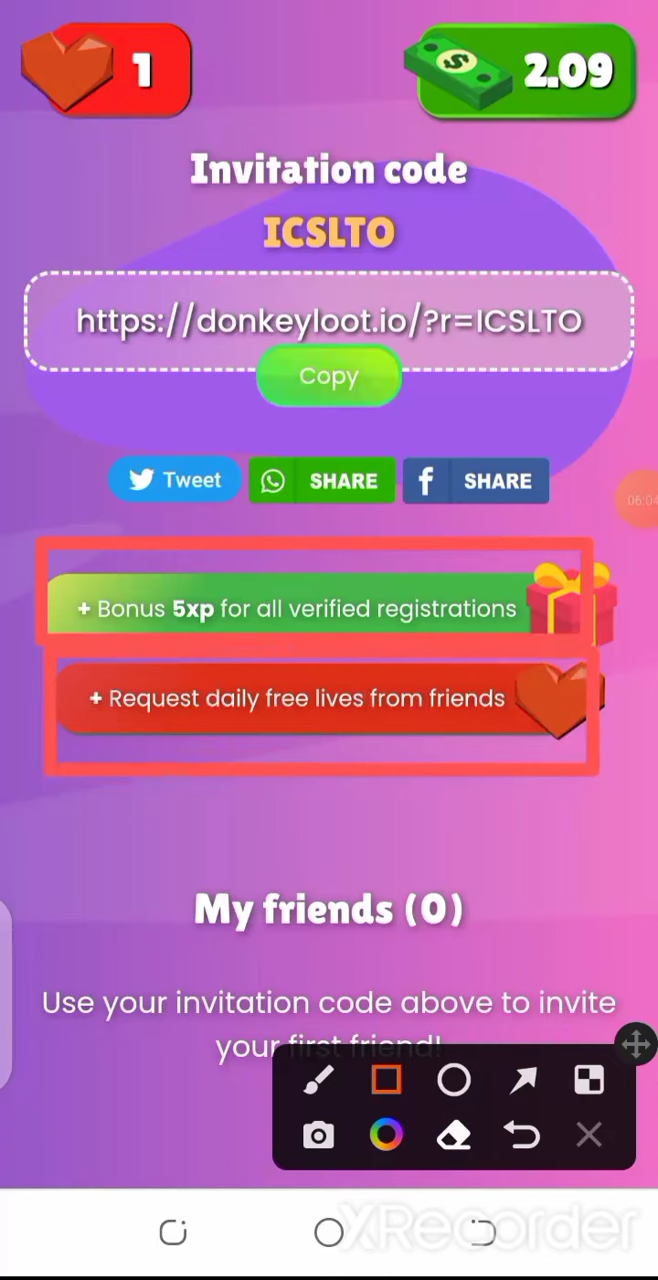 1
2.09
Invitation code
ICSLTO
https://donkeyloot.io/?r=ICSLTO
Copy
Tweet
SHARE
f SHARE
06:04
+ Bonus 5xp for all verified registrations
+ Request daily free lives from friends
My friends (0)
Use your invitation code above to invite
your first friend!
XRecorder